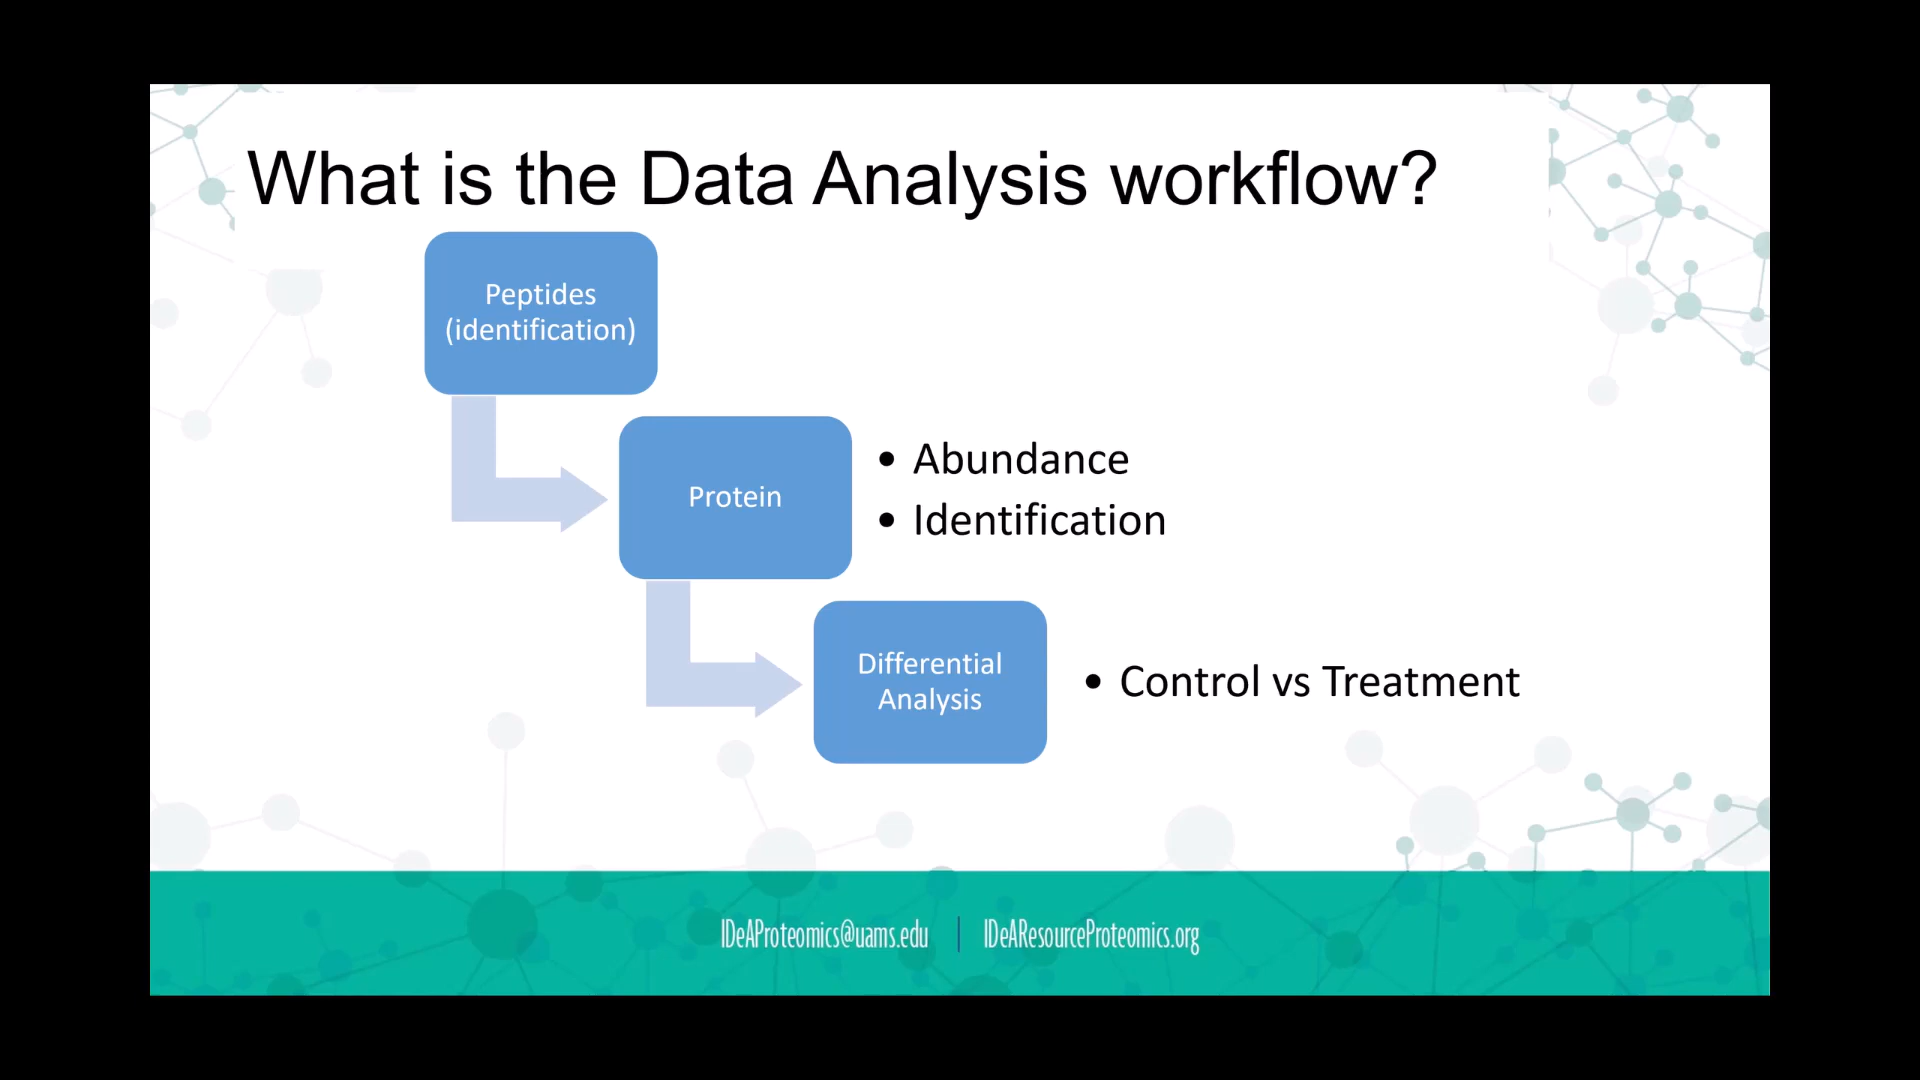 What is the Data Analysis workflow?
Peptides
(identification)
Protein
• Abundance
• Identification
Differential
Analysis
• Control vs Treatment
IDeAProteomics@uams.edu | IDeAResourceProteomics.org